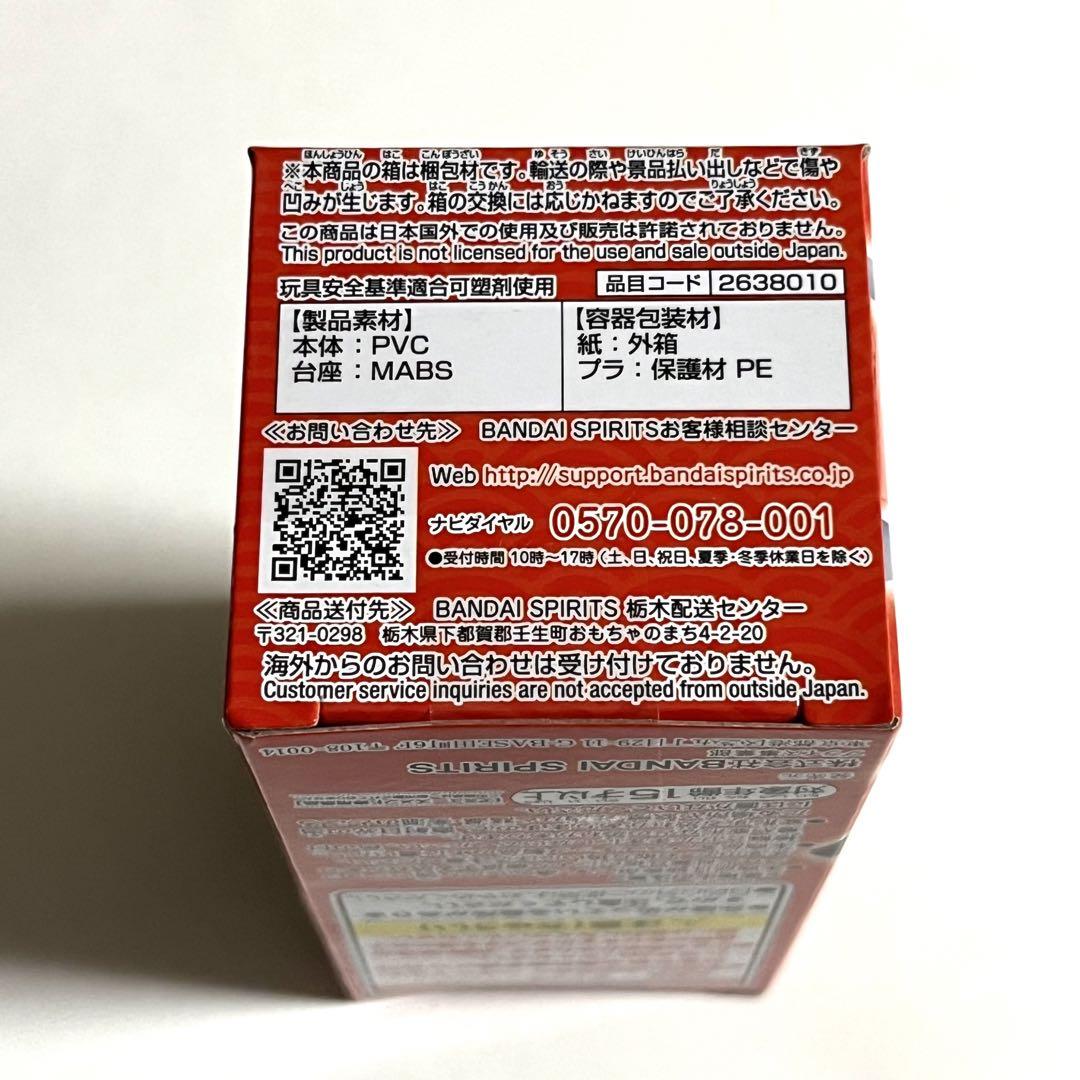 ※本商品の箱は梱包材です。輸送の際や景品払い出しなどで傷や
凹みが生じます。箱の交換には応じかねますのでご了承ください。
この商品は日本国外での使用及び販売は許諾されておりません。
This product is not licensed for the use and sale outside Japan.
玩具安全基準適合可塑剤使用
品目コード 2638010
【製品素材】
本体：PVC
台座：MABS
【容器包装材】
紙：外箱
プラ：保護材 PE
≪お問い合わせ先≫ BANDAI SPIRITSお客様相談センター
Web http://support.bandaispirits.co.jp
ナビダイヤル 0570-078-001
●受付時間 10時〜17時（土、日、祝日、夏季・冬季休業日を除く）
≪商品送付先≫ BANDAI SPIRITS 栃木配送センター
〒321-0298 栃木県下都賀郡壬生町おもちゃのまち4-2-20
海外からのお問い合わせは受け付けておりません。
Customer service inquiries are not accepted from outside Japan.
株式会社BANDAI SPIRITS
対象年齢15才以上